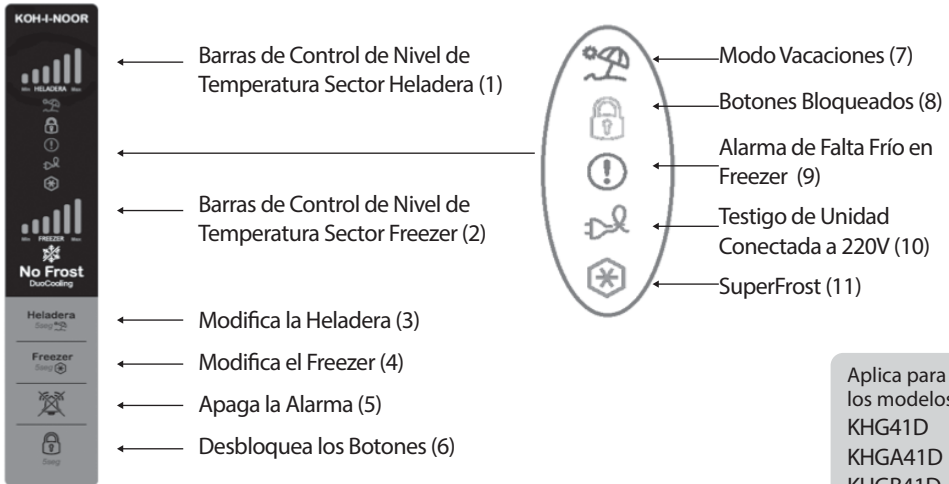 KOH-I-NOOR
Min HELADERA Max
Min FREEZER Max
No Frost
DuoCooling
Heladera
5seg
Freezer
5seg
5seg
Barras de Control de Nivel de
Temperatura Sector Heladera (1)
Barras de Control de Nivel de
Temperatura Sector Freezer (2)
Modifica la Heladera (3)
Modifica el Freezer (4)
Apaga la Alarma (5)
Desbloquea los Botones (6)
Modo Vacaciones (7)
Botones Bloqueados (8)
Alarma de Falta Frío en
Freezer (9)
Testigo de Unidad
Conectada a 220V (10)
SuperFrost (11)
Aplica para
los modelos
KHG41D
KHGA41D